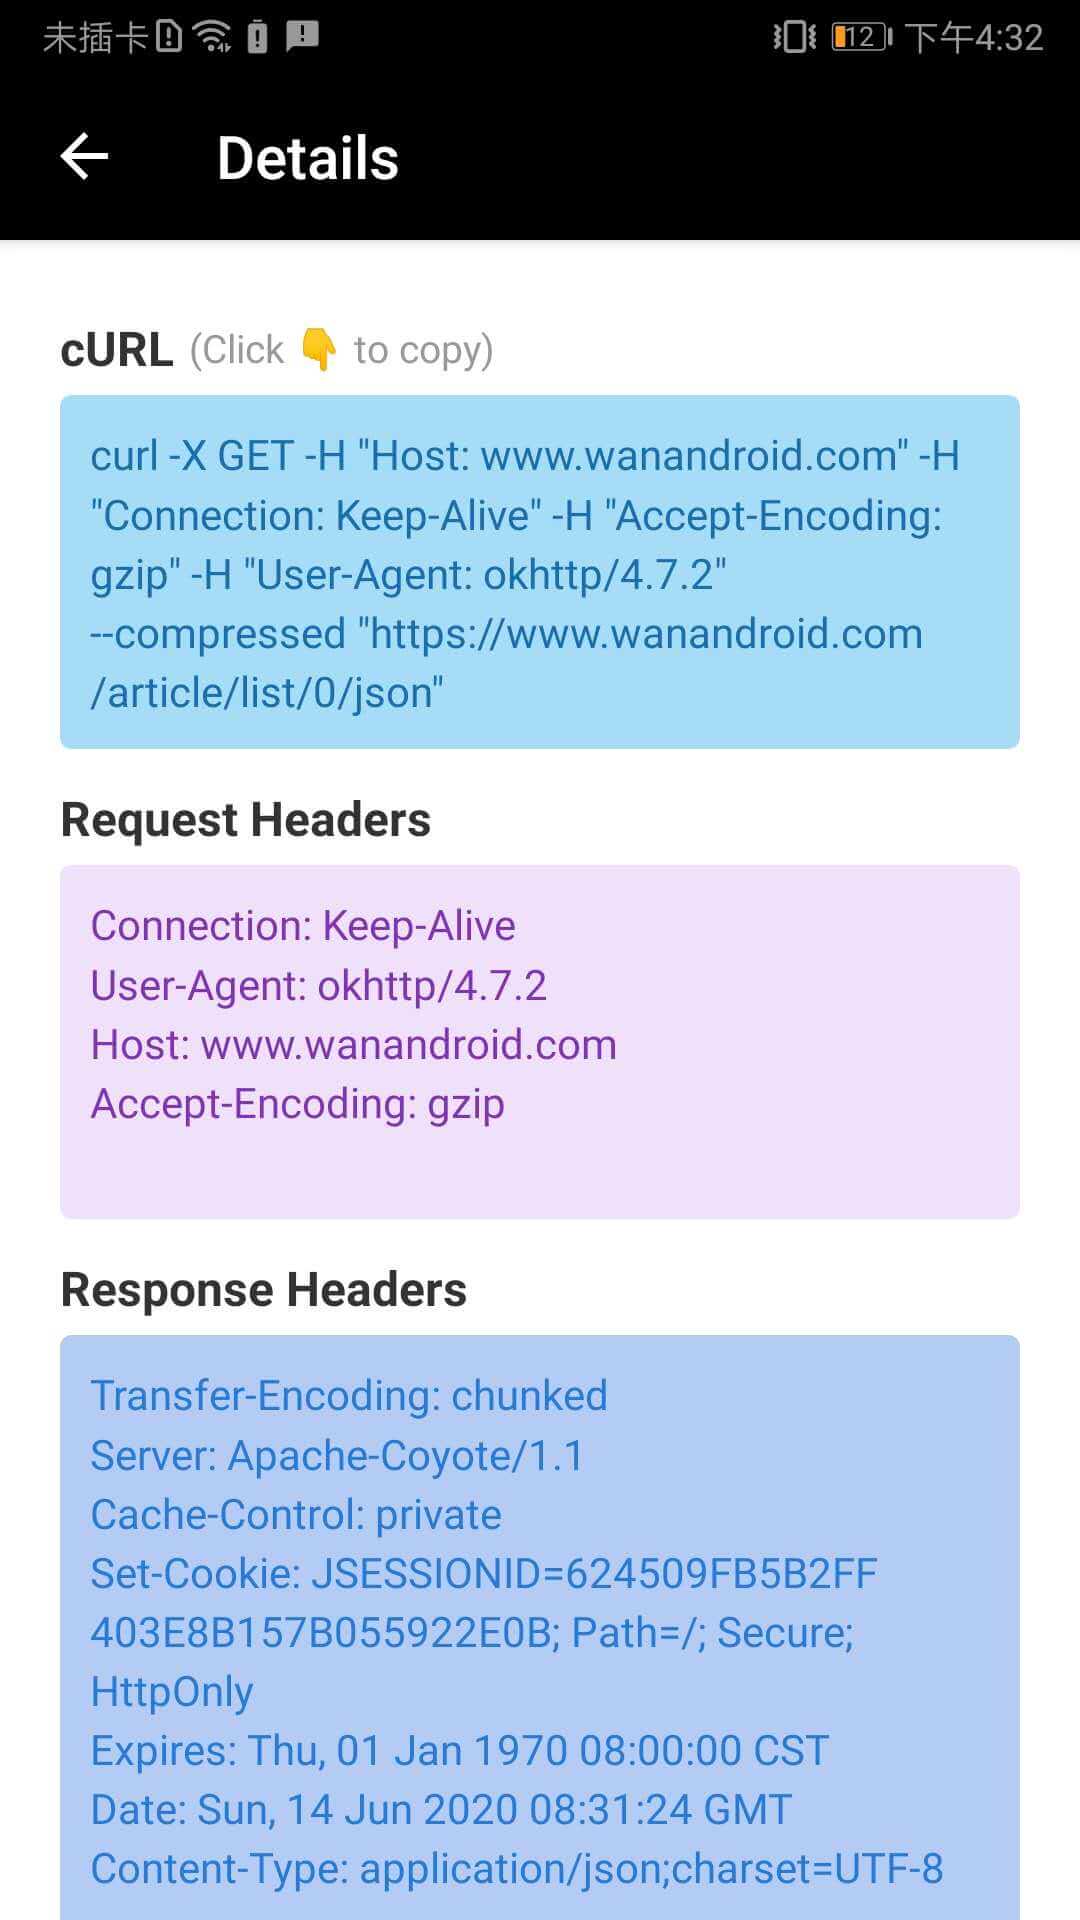 未插卡 12 下午4:32
Details
cURL (Click 👇 to copy)
curl -X GET -H "Host: www.wanandroid.com" -H
"Connection: Keep-Alive" -H "Accept-Encoding:
gzip" -H "User-Agent: okhttp/4.7.2"
--compressed "https://www.wanandroid.com
/article/list/0/json"
Request Headers
Connection: Keep-Alive
User-Agent: okhttp/4.7.2
Host: www.wanandroid.com
Accept-Encoding: gzip
Response Headers
Transfer-Encoding: chunked
Server: Apache-Coyote/1.1
Cache-Control: private
Set-Cookie: JSESSIONID=624509FB5B2FF
403E8B157B055922E0B; Path=/; Secure;
HttpOnly
Expires: Thu, 01 Jan 1970 08:00:00 CST
Date: Sun, 14 Jun 2020 08:31:24 GMT
Content-Type: application/json;charset=UTF-8